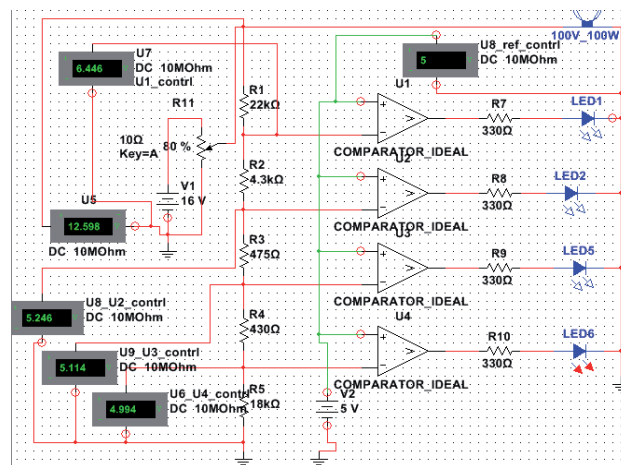 100V_100W
U7
DC 10MOhm
U1_contrl
6.446
U8_ref_contrl
DC 10MOhm
5
R11
10Ω
Key=A
80 %
R1
22kΩ
U1
COMPARATOR_IDEAL
R7
330Ω
LED1
V1
16 V
R2
4.3kΩ
U2
COMPARATOR_IDEAL
R8
330Ω
LED2
U5
12.598
DC 10MOhm
R3
475Ω
U3
COMPARATOR_IDEAL
R9
330Ω
LED5
U8_U2_contrl
DC 10MOhm
5.246
R4
430Ω
U4
COMPARATOR_IDEAL
R10
330Ω
LED6
U9_U3_contrl
DC 10MOhm
5.114
U6_U4_contrl
DC 10MOhm
4.994
R5
18kΩ
V2
5 V